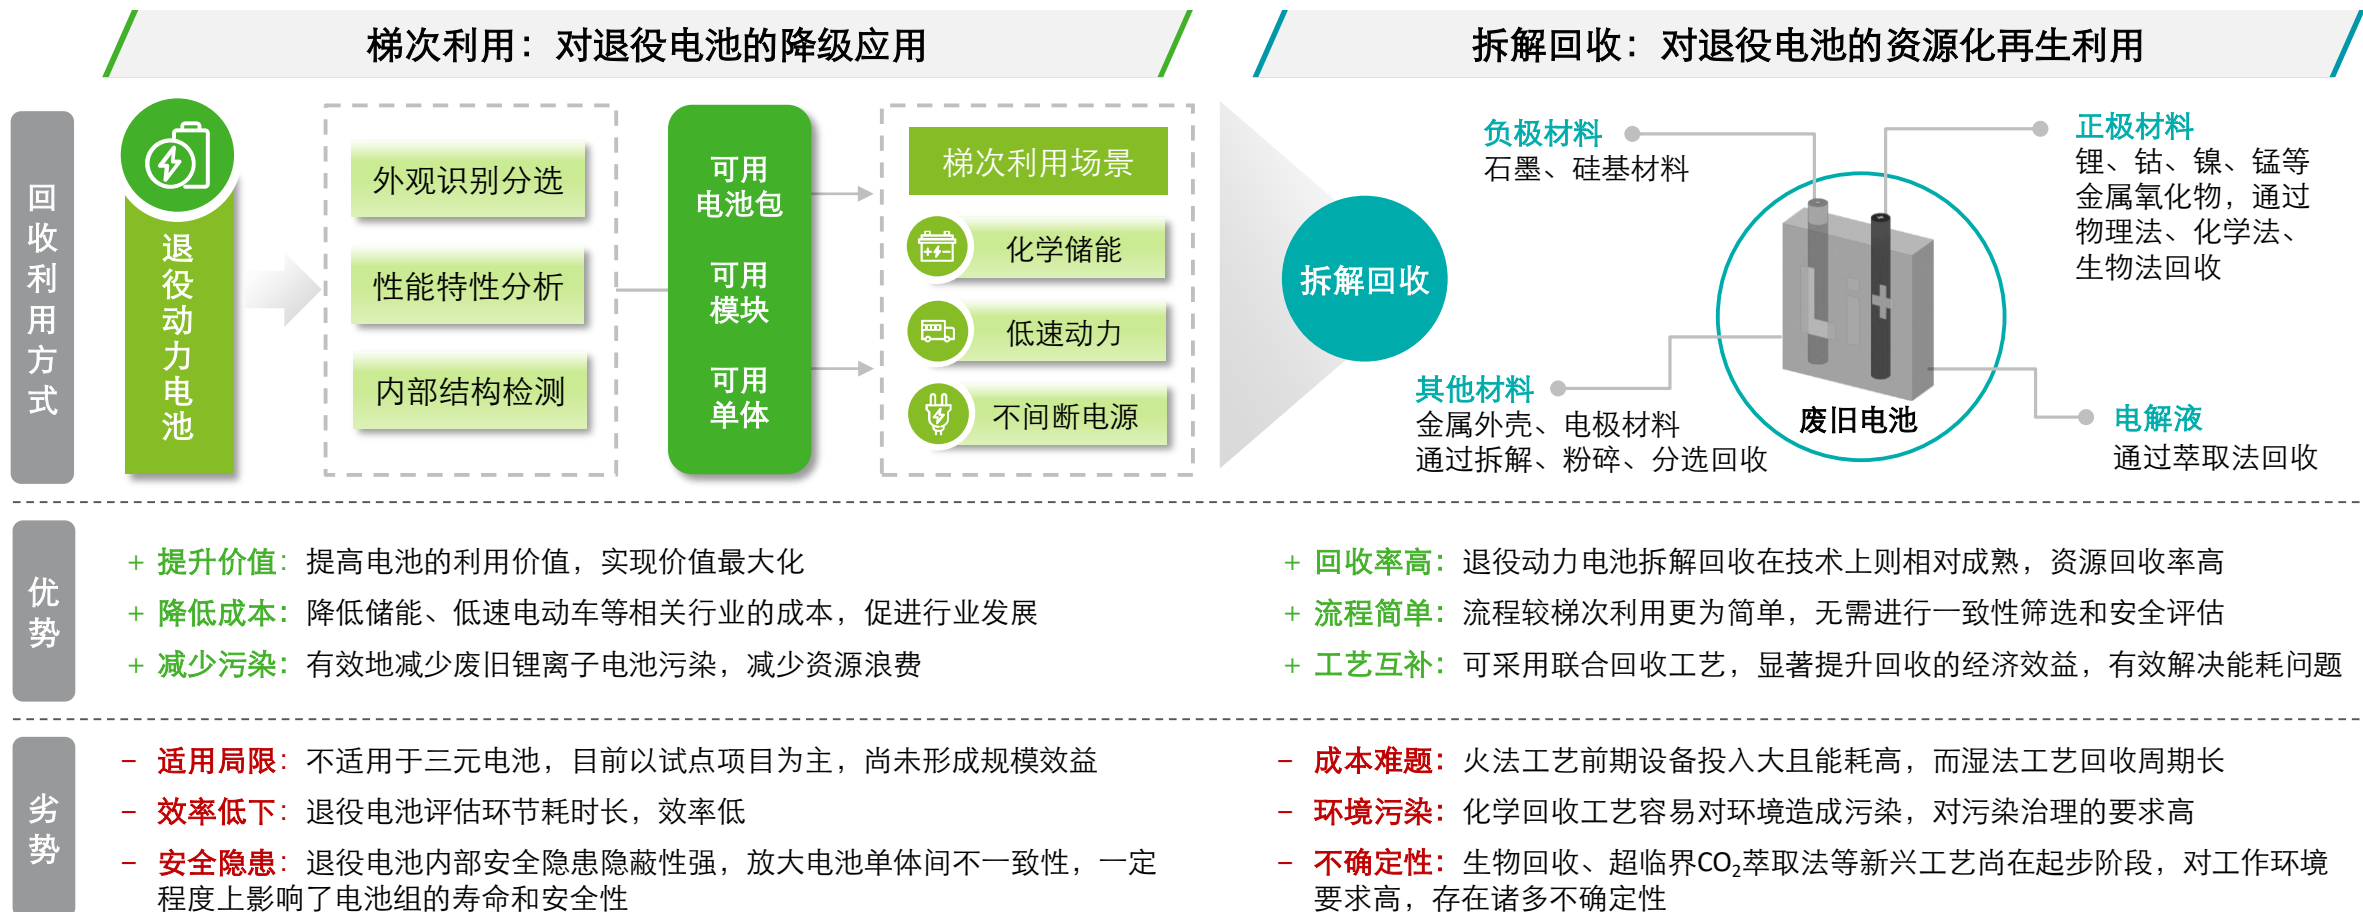 梯次利用：对退役电池的降级应用
拆解回收：对退役电池的资源化再生利用
回收利用方式
退役动力电池
外观识别分选
性能特性分析
内部结构检测
可用
电池包
可用
模块
可用
单体
梯次利用场景
化学储能
低速动力
不间断电源
拆解回收
负极材料
石墨、硅基材料
正极材料
锂、钴、镍、锰等
金属氧化物，通过
物理法、化学法、
生物法回收
其他材料
金属外壳、电极材料
通过拆解、粉碎、分选回收
Li+
废旧电池
电解液
通过萃取法回收
优势
+ 提升价值：提高电池的利用价值，实现价值最大化
+ 降低成本：降低储能、低速电动车等相关行业的成本，促进行业发展
+ 减少污染：有效地减少废旧锂离子电池污染，减少资源浪费
+ 回收率高：退役动力电池拆解回收在技术上则相对成熟，资源回收率高
+ 流程简单：流程较梯次利用更为简单，无需进行一致性筛选和安全评估
+ 工艺互补：可采用联合回收工艺，显著提升回收的经济效益，有效解决能耗问题
劣势
− 适用局限：不适用于三元电池，目前以试点项目为主，尚未形成规模效益
− 效率低下：退役电池评估环节耗时长，效率低
− 安全隐患：退役电池内部安全隐患隐蔽性强，放大电池单体间不一致性，一定
程度上影响了电池组的寿命和安全性
− 成本难题：火法工艺前期设备投入大且能耗高，而湿法工艺回收周期长
− 环境污染：化学回收工艺容易对环境造成污染，对污染治理的要求高
− 不确定性：生物回收、超临界CO₂萃取法等新兴工艺尚在起步阶段，对工作环境
要求高，存在诸多不确定性